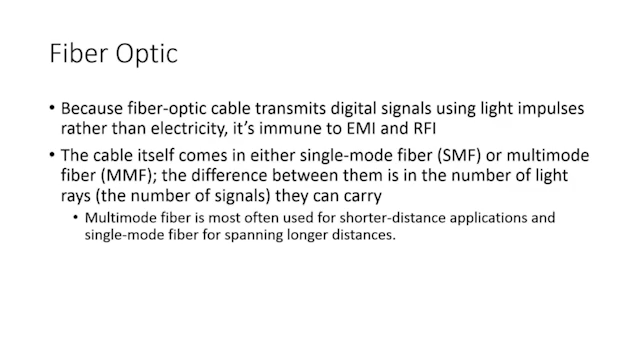 Fiber Optic
• Because fiber-optic cable transmits digital signals using light impulses
rather than electricity, it's immune to EMI and RFI
• The cable itself comes in either single-mode fiber (SMF) or multimode
fiber (MMF); the difference between them is in the number of light
rays (the number of signals) they can carry
• Multimode fiber is most often used for shorter-distance applications and
single-mode fiber for spanning longer distances.